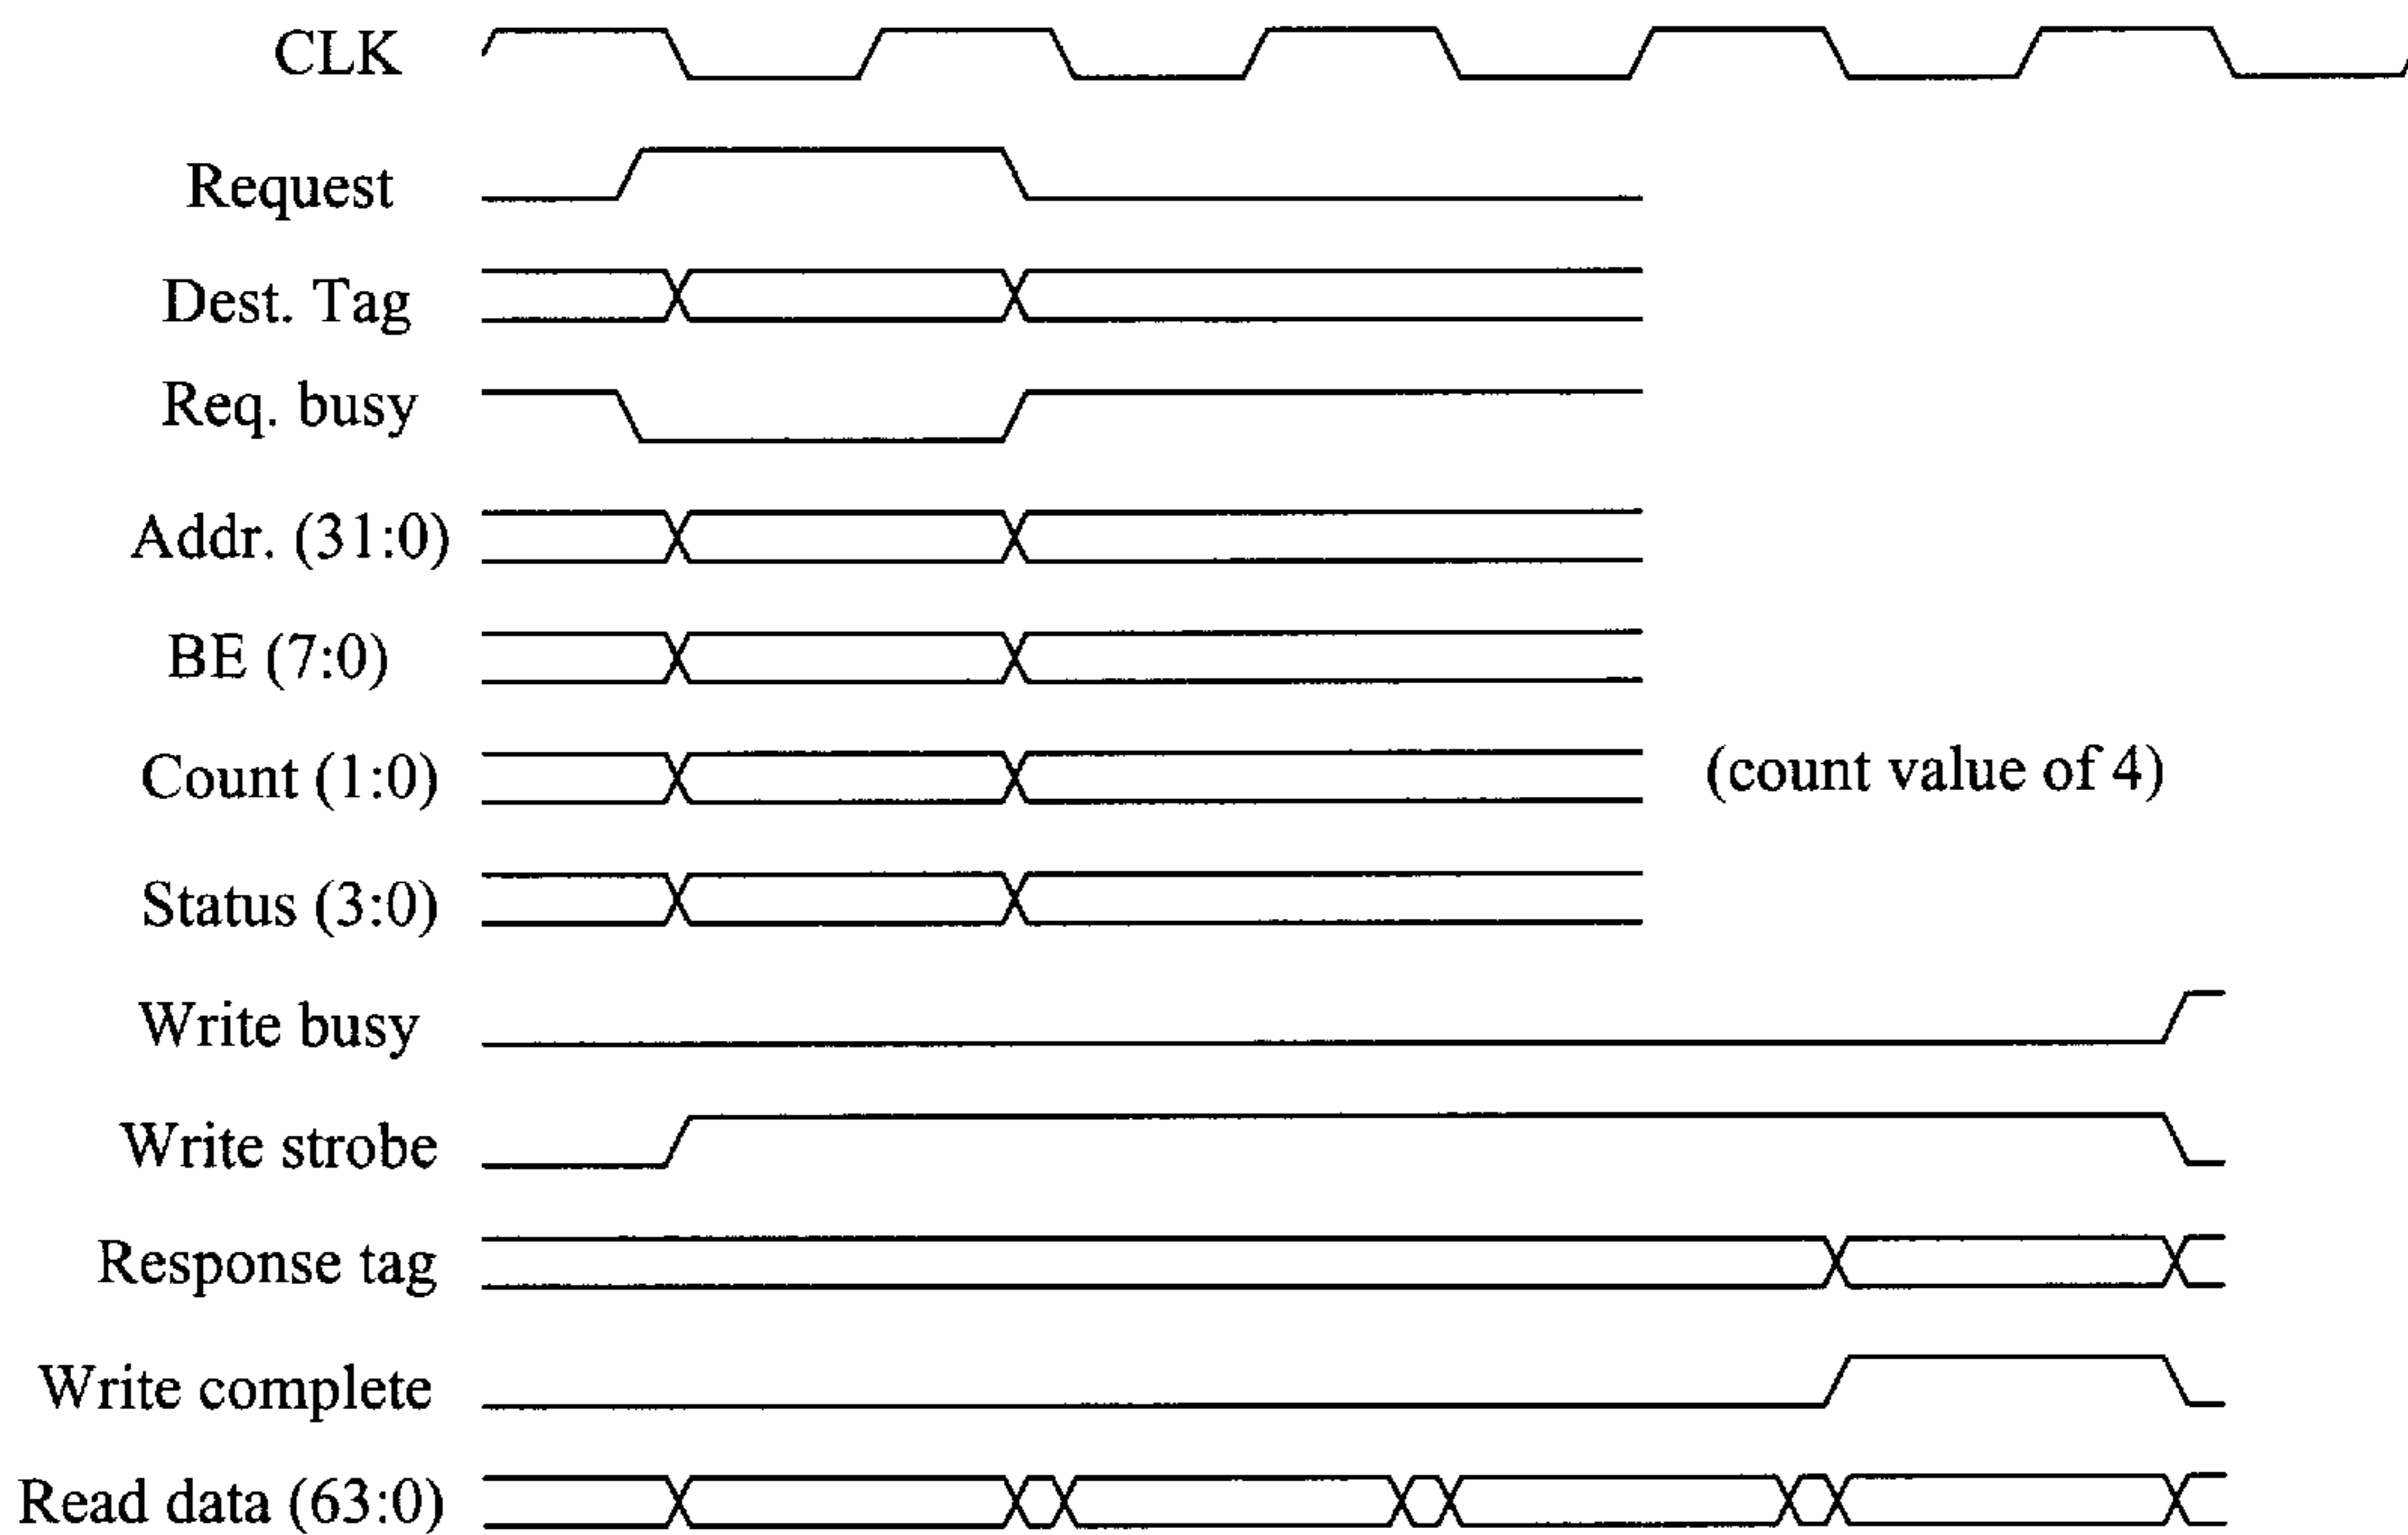 CLK
Request
Dest. Tag
Req. busy
Addr. (31:0)
BE (7:0)
Count (1:0) (count value of 4)
Status (3:0)
Write busy
Write strobe
Response tag
Write complete
Read data (63:0)